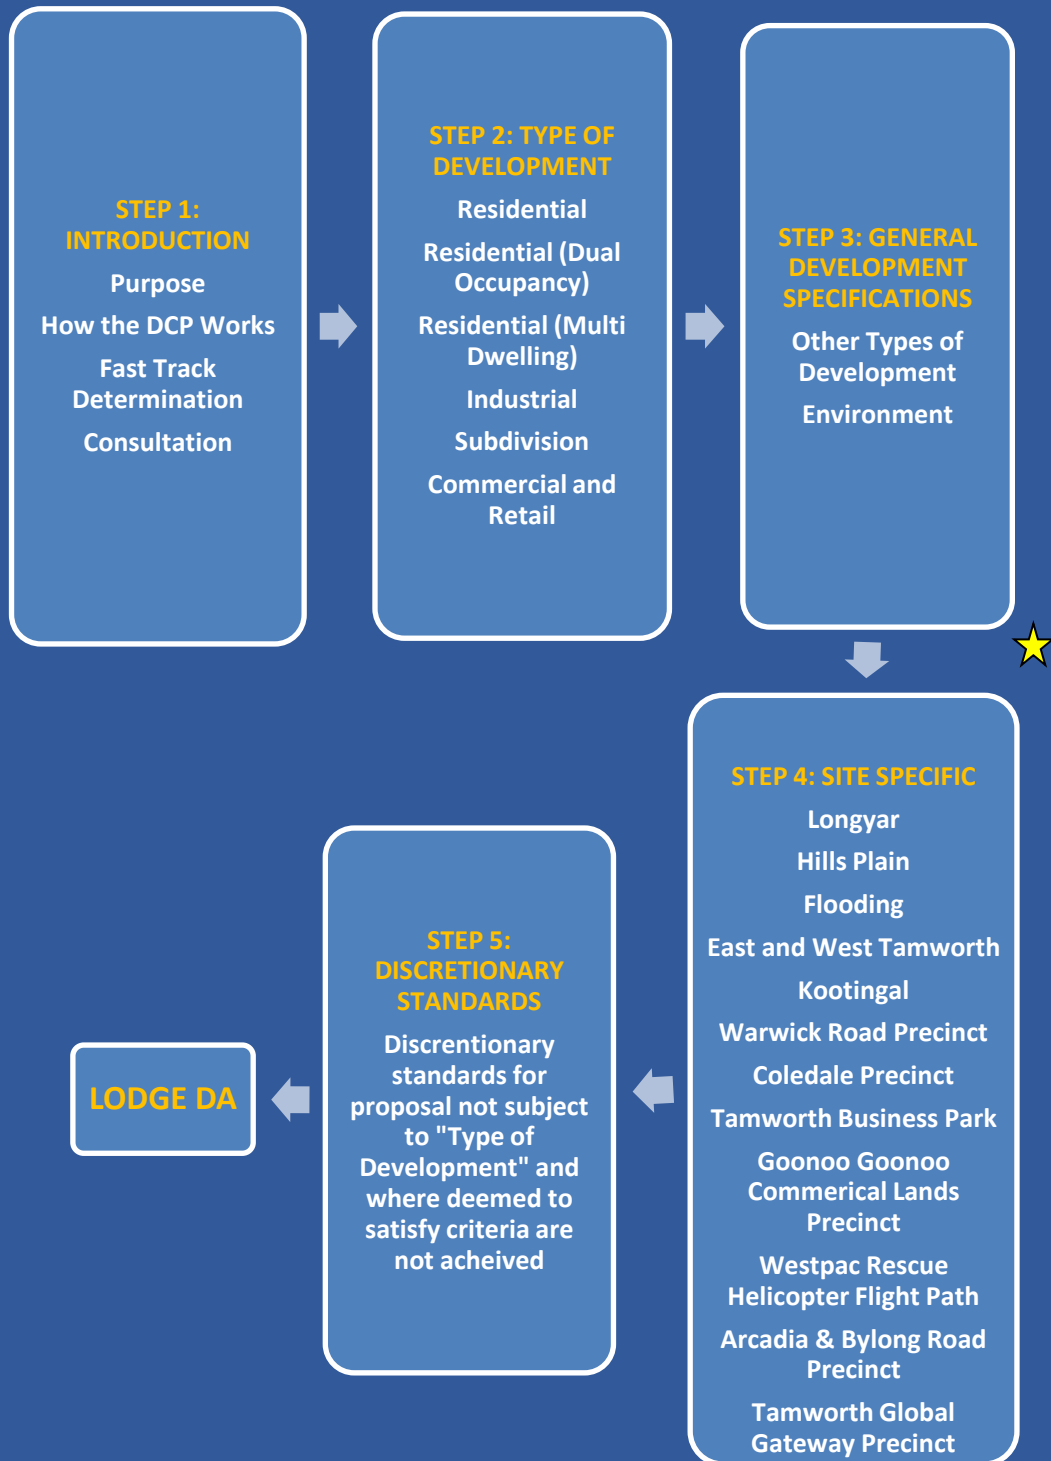 STEP 1:
INTRODUCTION
Purpose
How the DCP Works
Fast Track
Determination
Consultation
STEP 2: TYPE OF
DEVELOPMENT
Residential
Residential (Dual
Occupancy)
Residential (Multi
Dwelling)
Industrial
Subdivision
Commercial and
Retail
STEP 3: GENERAL
DEVELOPMENT
SPECIFICATIONS
Other Types of
Development
Environment
STEP 4: SITE SPECIFIC
Longyar
Hills Plain
Flooding
East and West Tamworth
Kootingal
Warwick Road Precinct
Coledale Precinct
Tamworth Business Park
Goonoo Goonoo
Commerical Lands
Precinct
Westpac Rescue
Helicopter Flight Path
Arcadia & Bylong Road
Precinct
Tamworth Global
Gateway Precinct
STEP 5:
DISCRETIONARY
STANDARDS
Discrentionary
standards for
proposal not subject
to "Type of
Development" and
where deemed to
satisfy criteria are
not acheived
LODGE DA